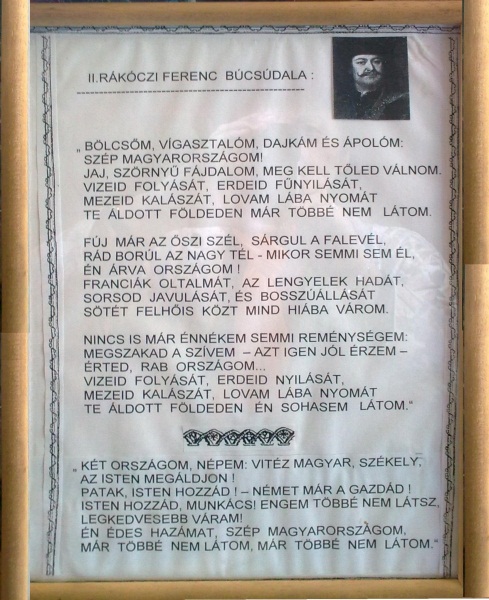 II.RÁKÓCZI FERENC BÚCSÚDALA :
„ BÖLCSŐM, VÍGASZTALÓM, DAJKÁM ÉS ÁPOLÓM:
SZÉP MAGYARORSZÁGOM!
JAJ, SZÖRNYŰ FÁJDALOM, MEG KELL TŐLED VÁLNOM.
VIZEID FOLYÁSÁT, ERDEID FŰNYILÁSÁT,
MEZEID KALÁSZÁT, LOVAM LÁBA NYOMÁT
TE ÁLDOTT FÖLDEDEN MÁR TÖBBÉ NEM LÁTOM.
FÚJ MÁR AZ ŐSZI SZÉL, SÁRGUL A FALEVÉL,
RÁD BORÚL AZ NAGY TÉL - MIKOR SEMMI SEM ÉL,
ÉN ÁRVA ORSZÁGOM !
FRANCIÁK OLTALMÁT, AZ LENGYELEK HADÁT,
SORSOD JAVULÁSÁT, ÉS BOSSZÚÁLLÁSÁT
SÖTÉT FELHŐIS KÖZT MIND HIÁBA VÁROM.
NINCS IS MÁR ÉNNÉKEM SEMMI REMÉNYSÉGEM:
MEGSZAKAD A SZÍVEM – AZT IGEN JÓL ÉRZEM –
ÉRTED, RAB ORSZÁGOM...
VIZEID FOLYÁSÁT, ERDEID NYILÁSÁT,
MEZEID KALÁSZÁT, LOVAM LÁBA NYOMÁT
TE ÁLDOTT FÖLDEDEN ÉN SOHASEM LÁTOM.“
„ KÉT ORSZÁGOM, NÉPEM: VITÉZ MAGYAR, SZÉKELY,
AZ ISTEN MEGÁLDJON !
PATAK, ISTEN HOZZÁD ! – NÉMET MÁR A GAZDÁD !
ISTEN HOZZÁD, MUNKÁCS! ENGEM TÖBBÉ NEM LÁTSZ,
LEGKEDVESEBB VÁRAM!
ÉN ÉDES HAZÁMAT, SZÉP MAGYARORSZÁGOM,
MÁR TÖBBÉ NEM LÁTOM, MÁR TÖBBÉ NEM LÁTOM.“